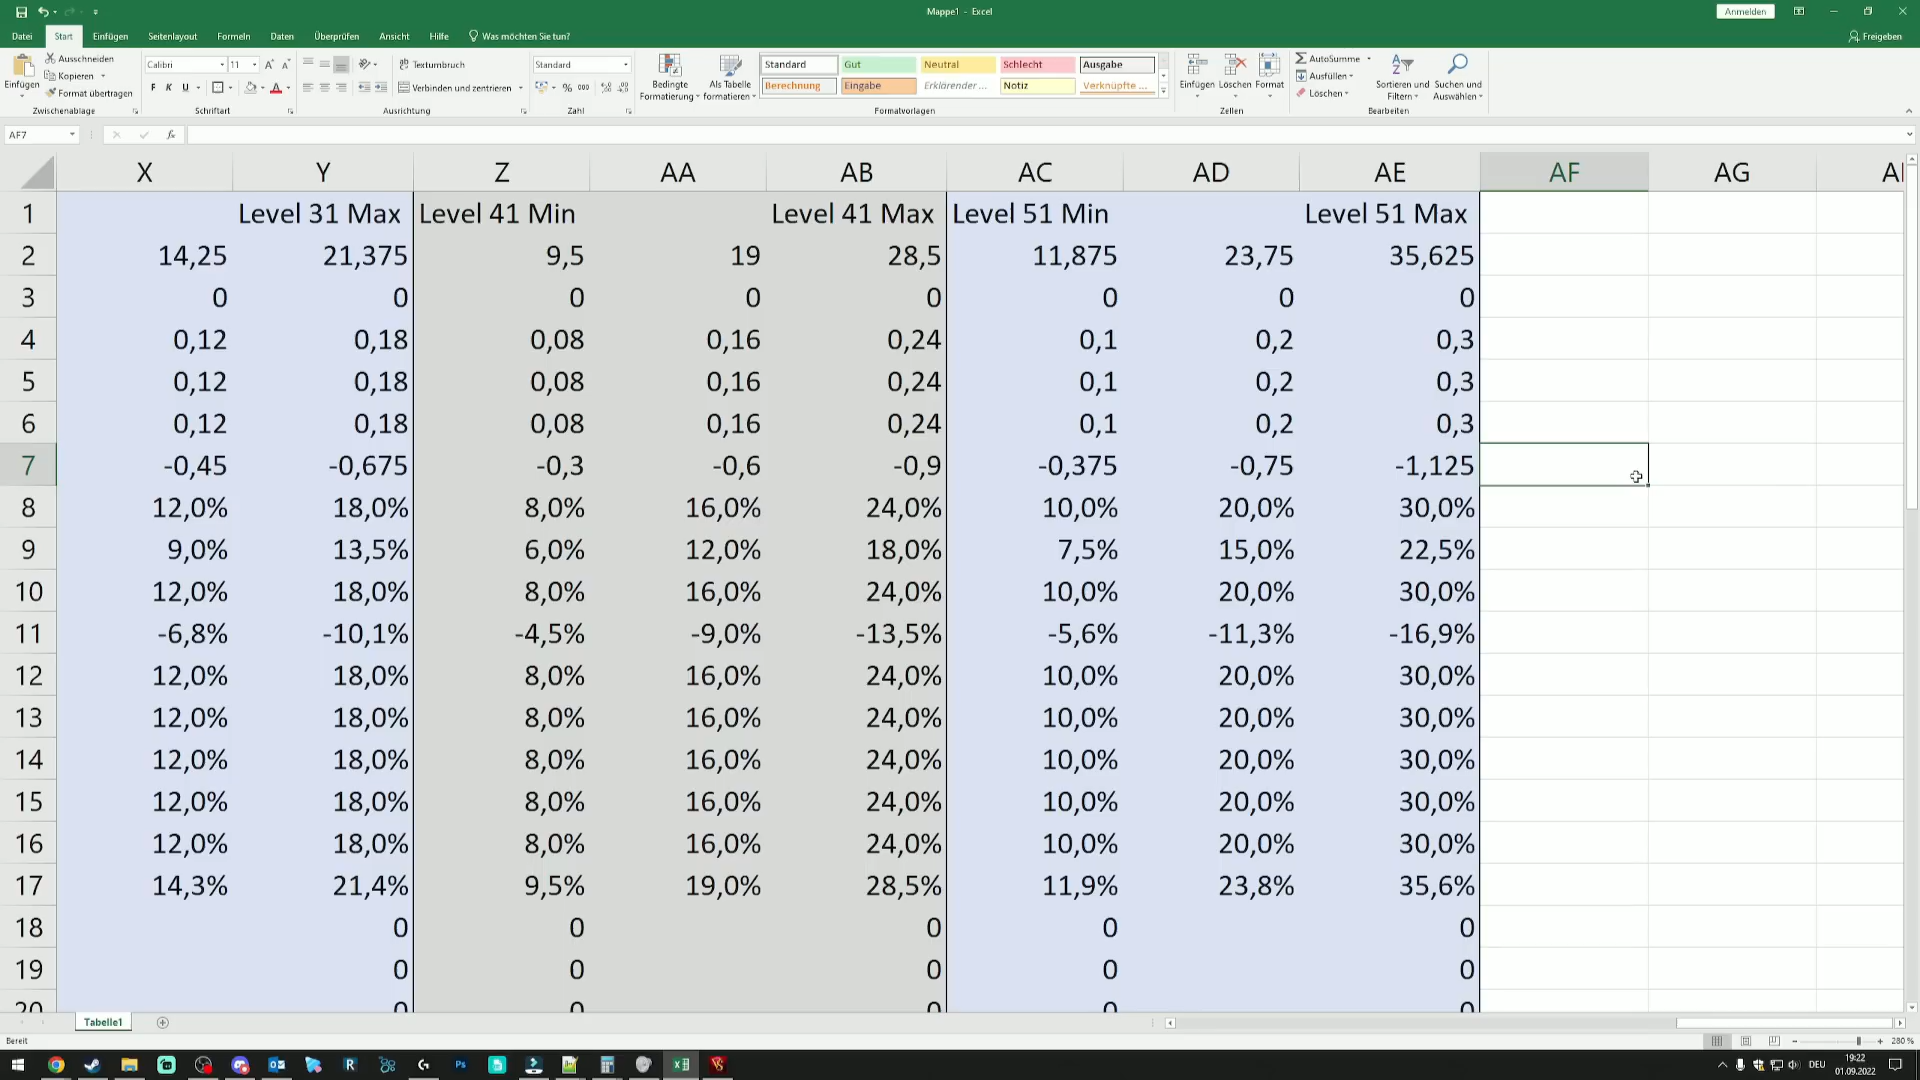 Mappe1 - Excel
Anmelden
Datei Start Einfügen Seitenlayout Formeln Daten Überprüfen Ansicht Hilfe Was möchten Sie tun? Freigeben
Einfügen
Ausschneiden
Kopieren
Format übertragen
Zwischenablage
Calibri 11
F K U
Schriftart
Textumbruch
Verbinden und zentrieren
Ausrichtung
Standard
% 000
Zahl
Bedingte Formatierung
Als Tabelle formatieren
Standard Gut Neutral Schlecht Ausgabe
Berechnung Eingabe Erklärender ... Notiz Verknüpfte ...
Formatvorlagen
Einfügen Löschen Format
Zellen
AutoSumme
Ausfüllen
Löschen
Sortieren und Filtern
Suchen und Auswählen
Bearbeiten
AF7 fx
X Y Z AA AB AC AD AE AF AG
1 Level 31 Max Level 41 Min Level 41 Max Level 51 Min Level 51 Max
2 14,25 21,375 9,5 19 28,5 11,875 23,75 35,625
3 0 0 0 0 0 0 0 0
4 0,12 0,18 0,08 0,16 0,24 0,1 0,2 0,3
5 0,12 0,18 0,08 0,16 0,24 0,1 0,2 0,3
6 0,12 0,18 0,08 0,16 0,24 0,1 0,2 0,3
7 -0,45 -0,675 -0,3 -0,6 -0,9 -0,375 -0,75 -1,125
8 12,0% 18,0% 8,0% 16,0% 24,0% 10,0% 20,0% 30,0%
9 9,0% 13,5% 6,0% 12,0% 18,0% 7,5% 15,0% 22,5%
10 12,0% 18,0% 8,0% 16,0% 24,0% 10,0% 20,0% 30,0%
11 -6,8% -10,1% -4,5% -9,0% -13,5% -5,6% -11,3% -16,9%
12 12,0% 18,0% 8,0% 16,0% 24,0% 10,0% 20,0% 30,0%
13 12,0% 18,0% 8,0% 16,0% 24,0% 10,0% 20,0% 30,0%
14 12,0% 18,0% 8,0% 16,0% 24,0% 10,0% 20,0% 30,0%
15 12,0% 18,0% 8,0% 16,0% 24,0% 10,0% 20,0% 30,0%
16 12,0% 18,0% 8,0% 16,0% 24,0% 10,0% 20,0% 30,0%
17 14,3% 21,4% 9,5% 19,0% 28,5% 11,9% 23,8% 35,6%
18 0 0 0 0 0
19 0 0 0 0 0
20 0 0 0 0 0
Tabelle1
Bereit
280 %
DEU
19:22
01.09.2022